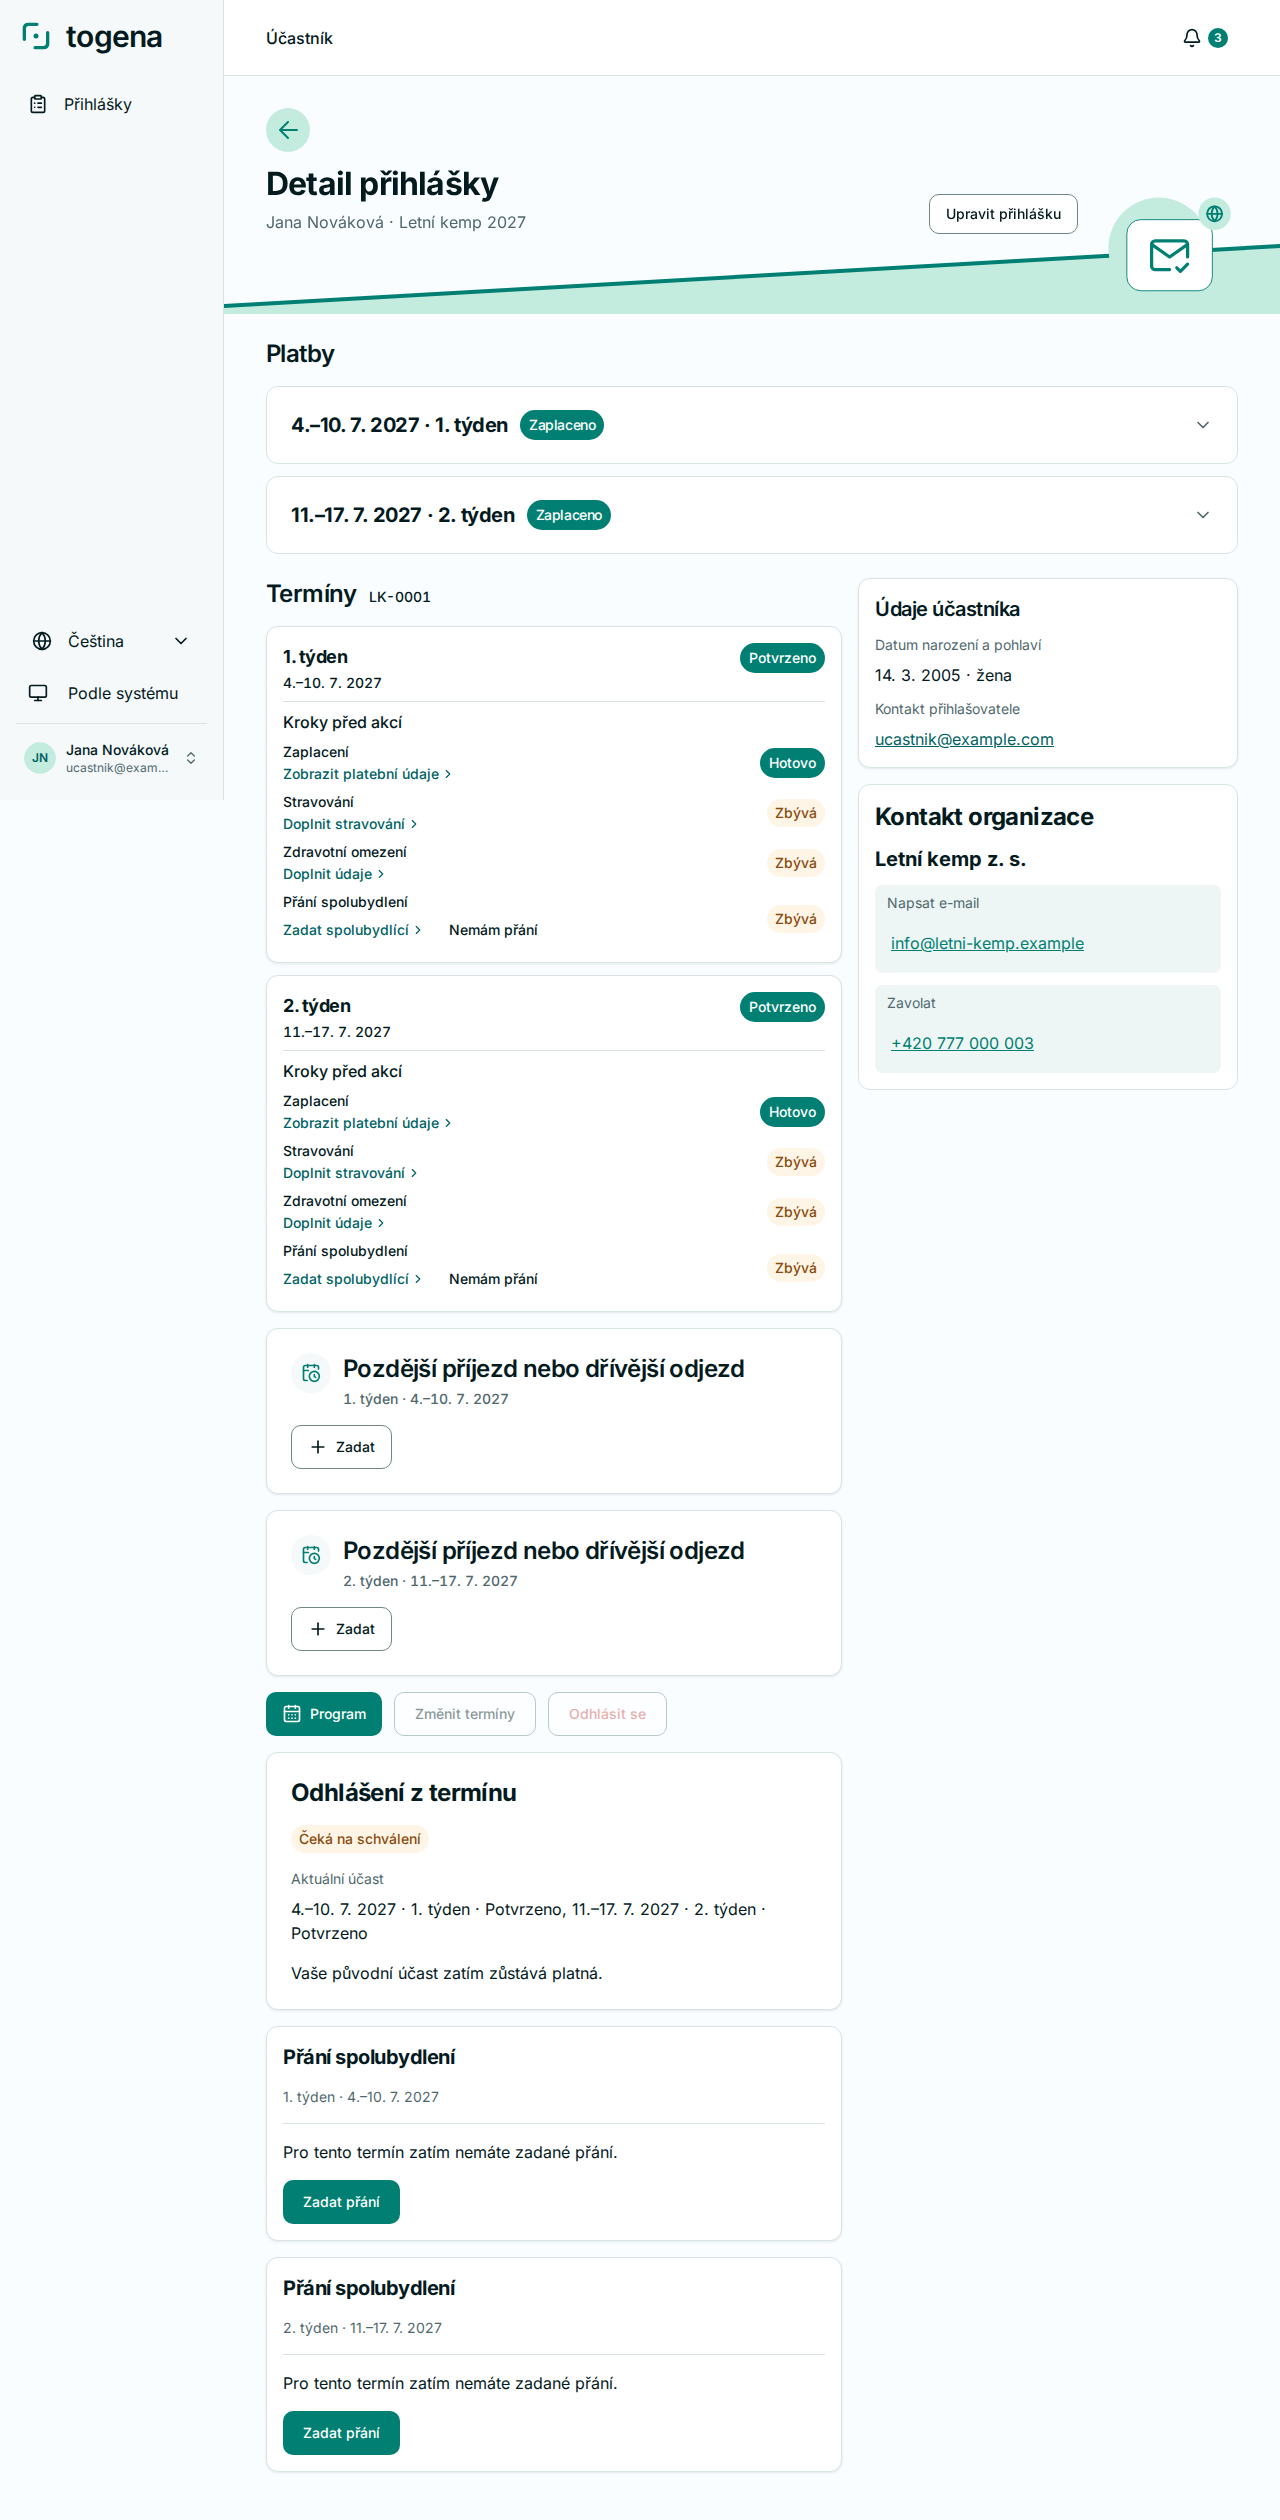 togena
Účastník
3
Přihlášky
Detail přihlášky
Jana Nováková · Letní kemp 2027
Upravit přihlášku
Platby
4.–10. 7. 2027 · 1. týden Zaplaceno
11.–17. 7. 2027 · 2. týden Zaplaceno
Termíny LK-0001
1. týden Potvrzeno
4.–10. 7. 2027
Kroky před akcí
Zaplacení
Zobrazit platební údaje
Hotovo
Stravování
Doplnit stravování
Zbývá
Zdravotní omezení
Doplnit údaje
Zbývá
Přání spolubydlení
Zadat spolubydlící Nemám přání
Zbývá
2. týden Potvrzeno
11.–17. 7. 2027
Kroky před akcí
Zaplacení
Zobrazit platební údaje
Hotovo
Stravování
Doplnit stravování
Zbývá
Zdravotní omezení
Doplnit údaje
Zbývá
Přání spolubydlení
Zadat spolubydlící Nemám přání
Zbývá
Pozdější příjezd nebo dřívější odjezd
1. týden · 4.–10. 7. 2027
Zadat
Pozdější příjezd nebo dřívější odjezd
2. týden · 11.–17. 7. 2027
Zadat
Program Změnit termíny Odhlásit se
Odhlášení z termínu
Čeká na schválení
Aktuální účast
4.–10. 7. 2027 · 1. týden · Potvrzeno, 11.–17. 7. 2027 · 2. týden ·
Potvrzeno
Vaše původní účast zatím zůstává platná.
Přání spolubydlení
1. týden · 4.–10. 7. 2027
Pro tento termín zatím nemáte zadané přání.
Zadat přání
Přání spolubydlení
2. týden · 11.–17. 7. 2027
Pro tento termín zatím nemáte zadané přání.
Zadat přání
Údaje účastníka
Datum narození a pohlaví
14. 3. 2005 · žena
Kontakt přihlašovatele
ucastnik@example.com
Kontakt organizace
Letní kemp z. s.
Napsat e-mail
info@letni-kemp.example
Zavolat
+420 777 000 003
Čeština
Podle systému
JN
Jana Nováková
ucastnik@exam...